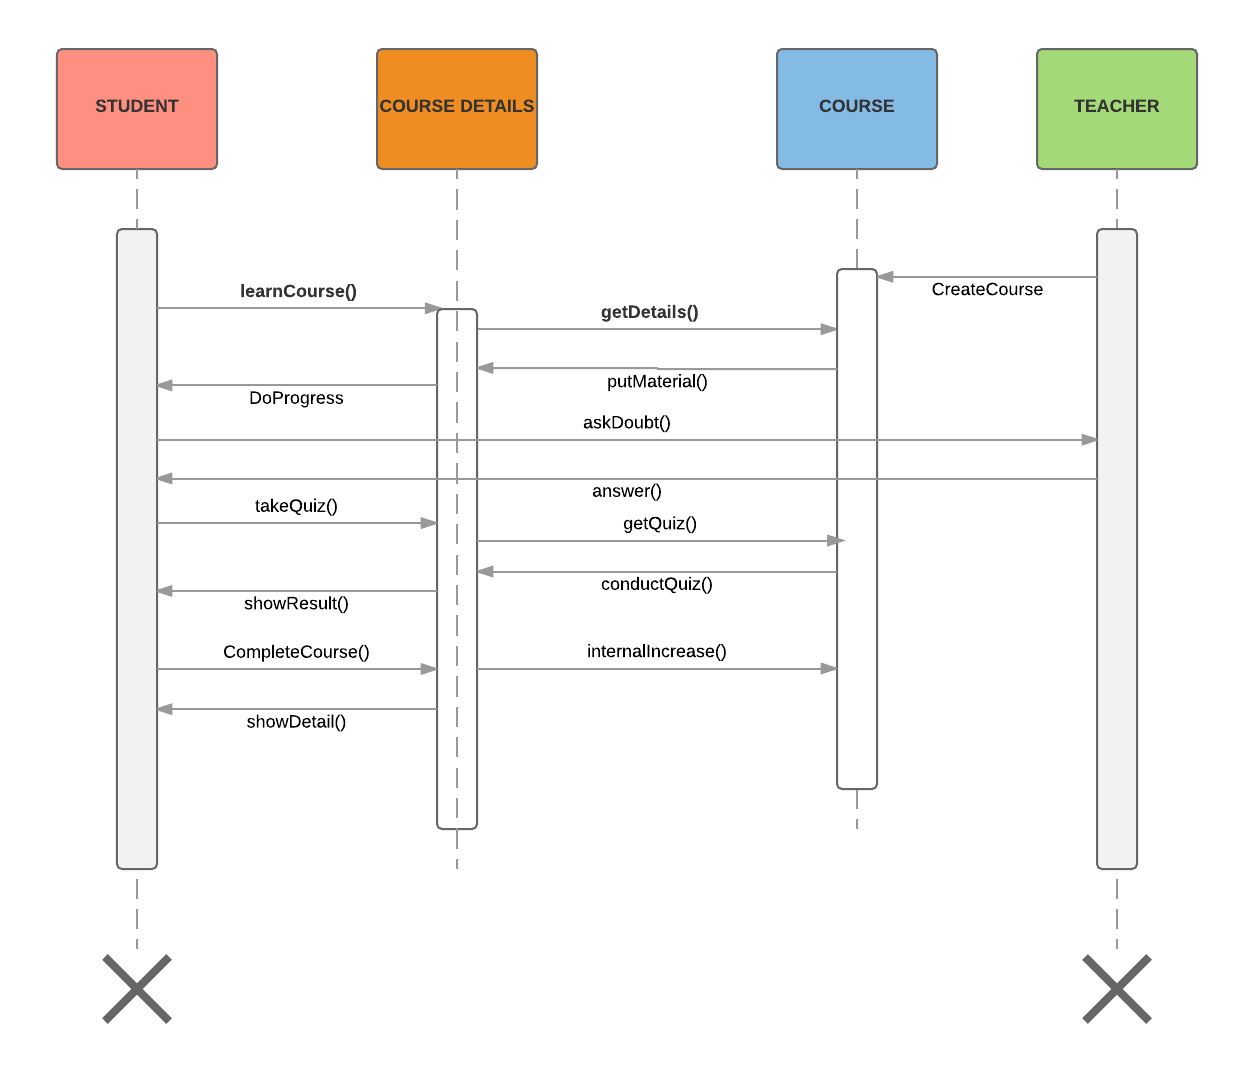 STUDENT
COURSE DETAILS
COURSE
TEACHER
CreateCourse
learnCourse()
getDetails()
putMaterial()
DoProgress
askDoubt()
answer()
takeQuiz()
getQuiz()
conductQuiz()
showResult()
CompleteCourse()
internalIncrease()
showDetail()